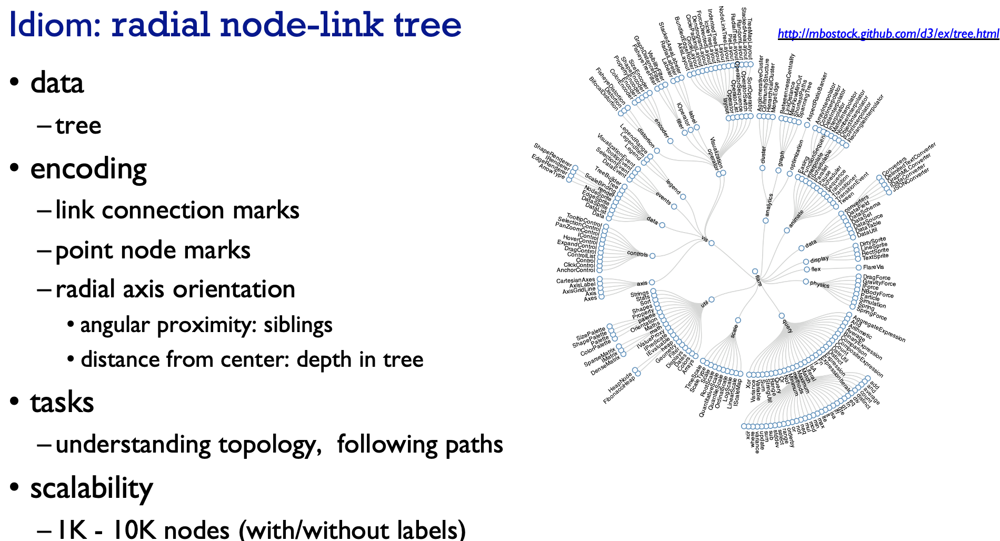 Idiom: radial node-link tree
http://mbostock.github.com/d3/ex/tree.html
• data
– tree
• encoding
– link connection marks
– point node marks
– radial axis orientation
• angular proximity: siblings
• distance from center: depth in tree
• tasks
– understanding topology, following paths
• scalability
– 1K - 10K nodes (with/without labels)
flare
vis
Visualization
operator
label
IOperator
filter
encoder
distortion
legend
events
data
controls
axis
util
scale
query
physics
flex
display
data
animate
analytics
cluster
graph
optimization
layout
Operator
OperatorList
OperatorSequence
OperatorSwitch
SortOperator
TreeMapLayout
StackedAreaLayout
RandomLayout
RadialTreeLayout
PieLayout
NodeLinkTreeLayout
Layout
IndentedTreeLayout
IcicleTreeLayout
ForceDirectedLayout
DendrogramLayout
CirclePackingLayout
CircleLayout
BundledEdgeRouter
AxisLayout
StackedAreaLabeler
RadialLabeler
Labeler
VisibilityFilter
GraphDistanceFilter
FisheyeTreeFilter
SizeEncoder
ShapeEncoder
PropertyEncoder
Encoder
ColorEncoder
FisheyeDistortion
Distortion
BifocalDistortion
LegendRange
LegendItem
Legend
VisualizationEvent
TooltipEvent
SelectionEvent
DataEvent
TreeBuilder
Tree
ScaleBinding
render
NodeSprite
EdgeSprite
DataSprite
DataList
Data
ShapeRenderer
IRenderer
EdgeRenderer
ArrowType
TooltipControl
SelectionControl
PanZoomControl
IControl
HoverControl
ExpandControl
DragControl
ControlList
Control
ClickControl
AnchorControl
CartesianAxes
AxisLabel
AxisGridLine
Axis
Axes
Strings
Stats
Sort
Shapes
Property
palette
Orientation
Maths
math
IValueProxy
IPredicate
IEvaluable
heap
Geometry
Filter
Displays
Dates
Colors
Arrays
SizePalette
ShapePalette
Palette
ColorPalette
SparseMatrix
IMatrix
DenseMatrix
HeapNode
FibonacciHeap
TimeScale
ScaleType
Scale
RootScale
QuantitativeScale
QuantileScale
OrdinalScale
LogScale
LinearScale
IScaleMap
Xor
Variance
Variable
Sum
StringUtil
Range
Query
Or
Not
Minimum
methods
Maximum
Match
Literal
IsA
If
Fn
ExpressionIterator
Expression
Distinct
DateUtil
Count
CompositeExpression
Comparison
BinaryExpression
Average
Arithmetic
And
AggregateExpression
add
and
average
count
distinct
div
eq
fn
isa
lte
max
min
mod
mul
neq
not
or
orderby
range
select
stddev
sub
sum
update
variance
where
xor
SpringForce
Spring
Simulation
Particle
NBodyForce
IForce
GravityForce
DragForce
FlareVis
TextSprite
RectSprite
LineSprite
DirtySprite
DataUtil
DataTable
DataSource
DataSet
DataSchema
DataField
converters
JSONConverter
IDataConverter
GraphMLConverter
DelimitedTextConverter
Converters
Tween
TransitionEvent
Transitioner
Transition
Sequence
Scheduler
Pause
Parallel
ISchedulable
interpolate
Easing
RectangleInterpolator
PointInterpolator
ObjectInterpolator
NumberInterpolator
MatrixInterpolator
Interpolator
DateInterpolator
ColorInterpolator
ArrayInterpolator
AspectRatioBanker
SpanningTree
ShortestPaths
MaxFlowMinCut
LinkDistance
BetweennessCentrality
MergeEdge
HierarchicalCluster
CommunityStructure
AgglomerativeCluster